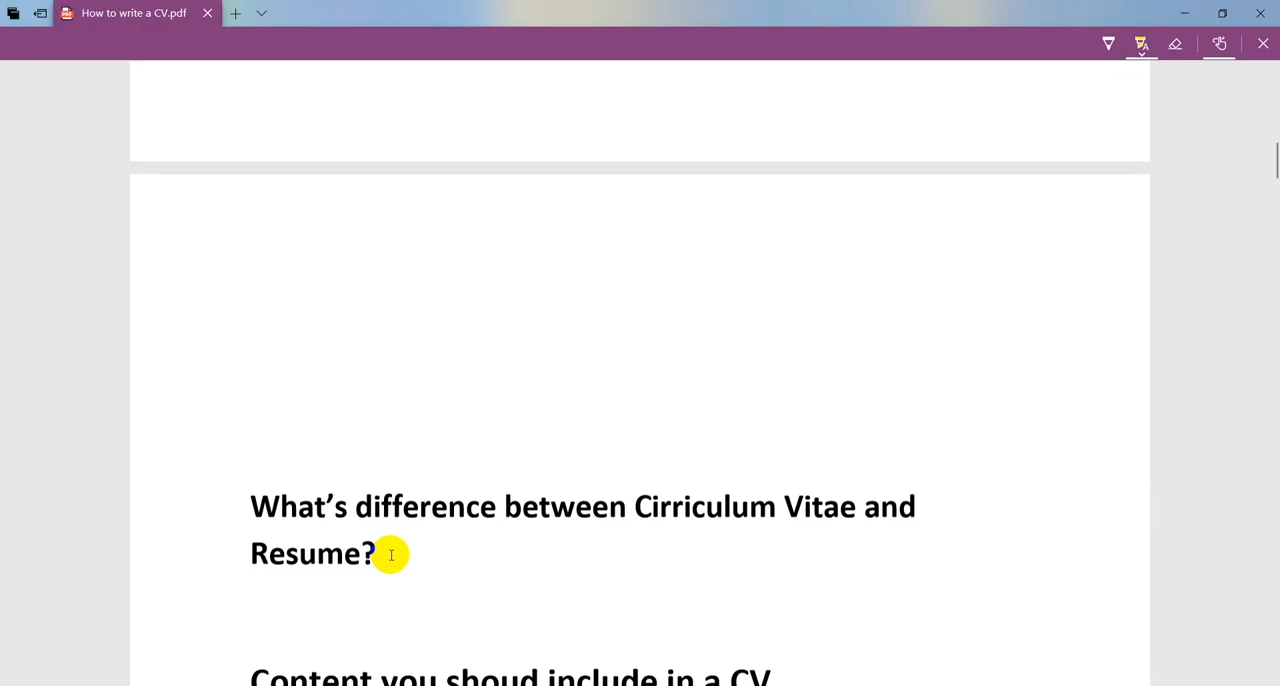 How to write a CV.pdf
What's difference between Cirriculum Vitae and
Resume?
Content you shoud include in a CV